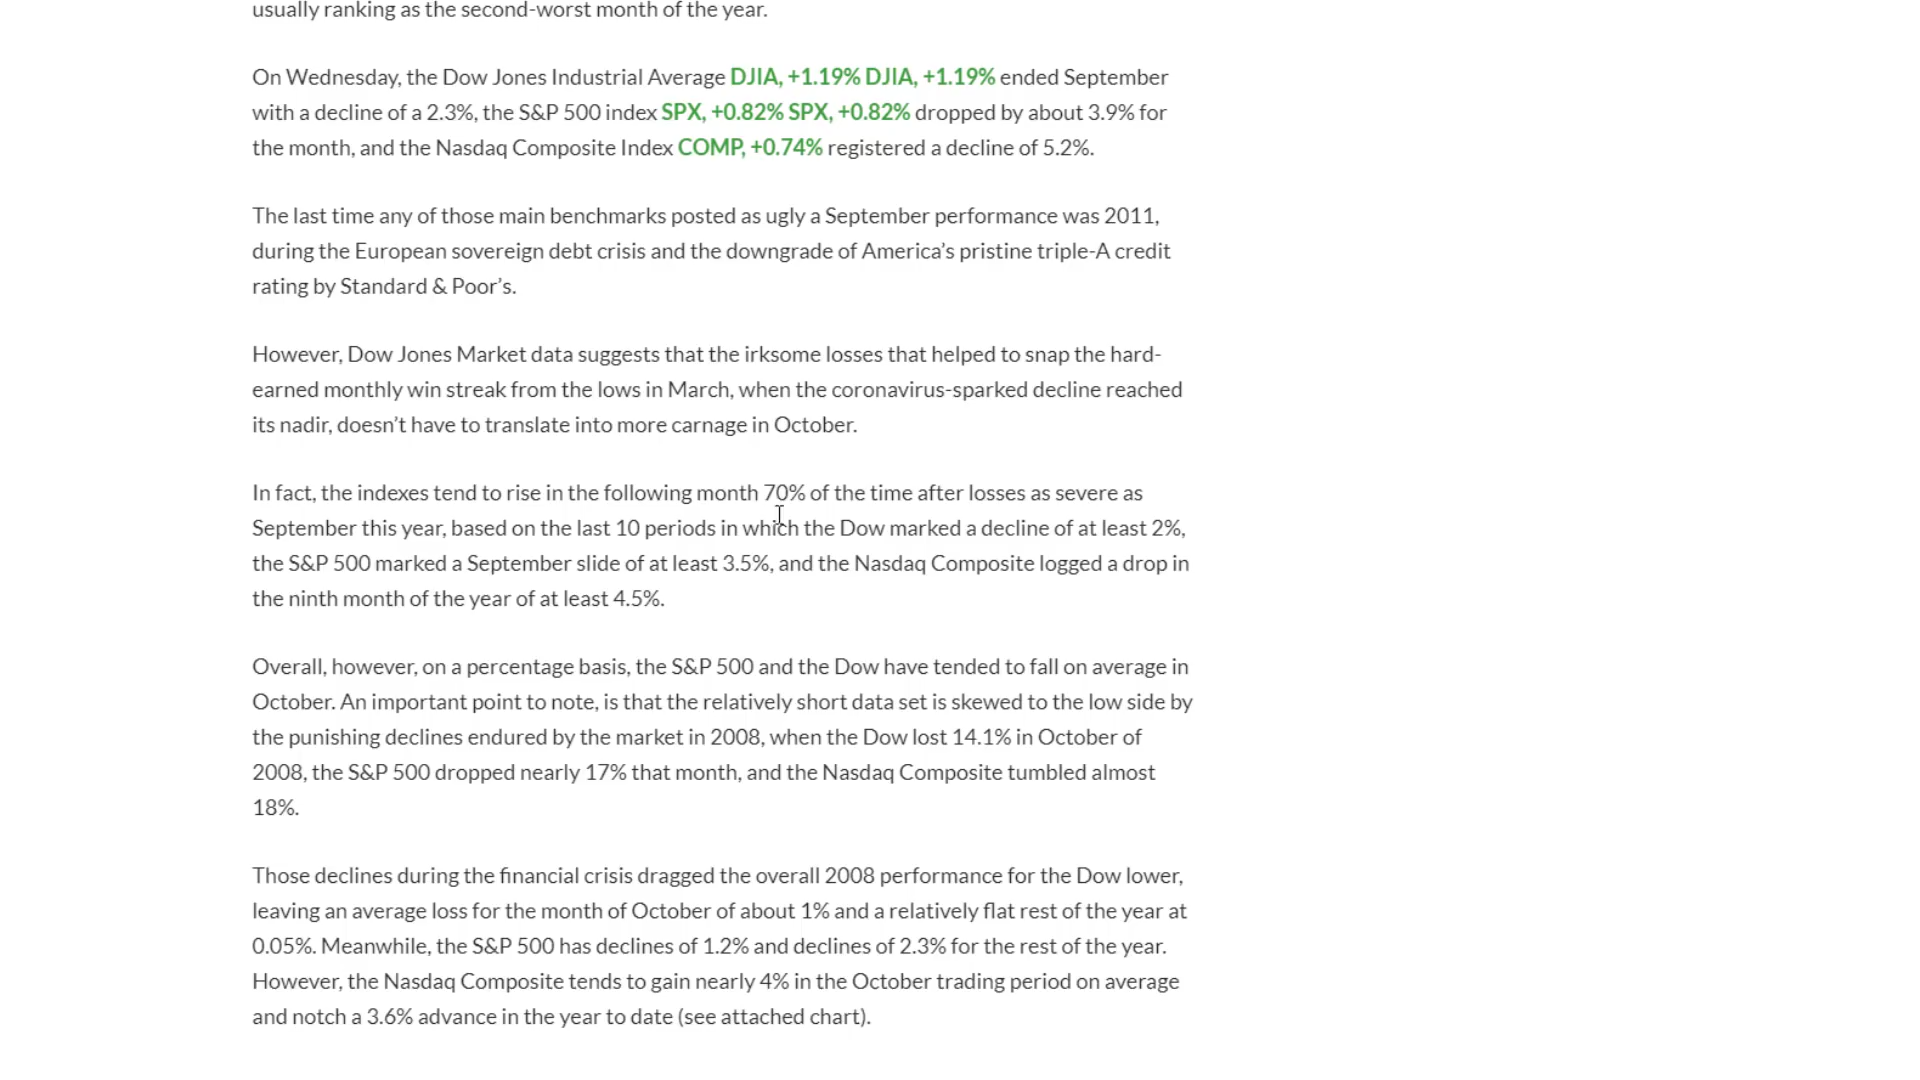 usually ranking as the second-worst month of the year.
On Wednesday, the Dow Jones Industrial Average DJIA, +1.19% DJIA, +1.19% ended September
with a decline of a 2.3%, the S&P 500 index SPX, +0.82% SPX, +0.82% dropped by about 3.9% for
the month, and the Nasdaq Composite Index COMP, +0.74% registered a decline of 5.2%.
The last time any of those main benchmarks posted as ugly a September performance was 2011,
during the European sovereign debt crisis and the downgrade of America’s pristine triple-A credit
rating by Standard & Poor’s.
However, Dow Jones Market data suggests that the irksome losses that helped to snap the hard-
earned monthly win streak from the lows in March, when the coronavirus-sparked decline reached
its nadir, doesn’t have to translate into more carnage in October.
In fact, the indexes tend to rise in the following month 70% of the time after losses as severe as
September this year, based on the last 10 periods in which the Dow marked a decline of at least 2%,
the S&P 500 marked a September slide of at least 3.5%, and the Nasdaq Composite logged a drop in
the ninth month of the year of at least 4.5%.
Overall, however, on a percentage basis, the S&P 500 and the Dow have tended to fall on average in
October. An important point to note, is that the relatively short data set is skewed to the low side by
the punishing declines endured by the market in 2008, when the Dow lost 14.1% in October of
2008, the S&P 500 dropped nearly 17% that month, and the Nasdaq Composite tumbled almost
18%.
Those declines during the financial crisis dragged the overall 2008 performance for the Dow lower,
leaving an average loss for the month of October of about 1% and a relatively flat rest of the year at
0.05%. Meanwhile, the S&P 500 has declines of 1.2% and declines of 2.3% for the rest of the year.
However, the Nasdaq Composite tends to gain nearly 4% in the October trading period on average
and notch a 3.6% advance in the year to date (see attached chart).